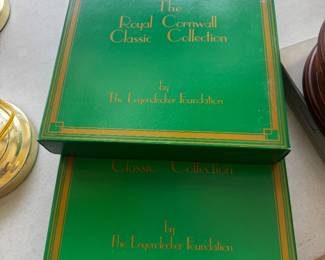 The
Royal Cornwall
Classic Collection
by
The Leyendecker Foundation
Classic Collection
by
The Leyendecker Foundation